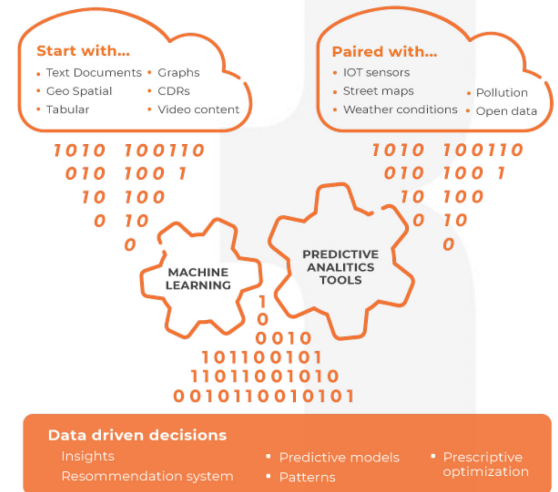 Start with...
• Text Documents • Graphs
• Geo Spatial • CDRs
• Tabular • Video content
Paired with...
• IOT sensors
• Street maps • Pollution
• Weather conditions • Open data
1010 100110
010 100 1
10 100
0 10
0
1010 100110
010 100 1
10 100
0 10
0
MACHINE
LEARNING
PREDICTIVE
ANALITICS
TOOLS
1
0
0010
101100101
11011001010
0010110010101
Data driven decisions
Insights • Predictive models • Prescriptive
optimization
Resommendation system • Patterns